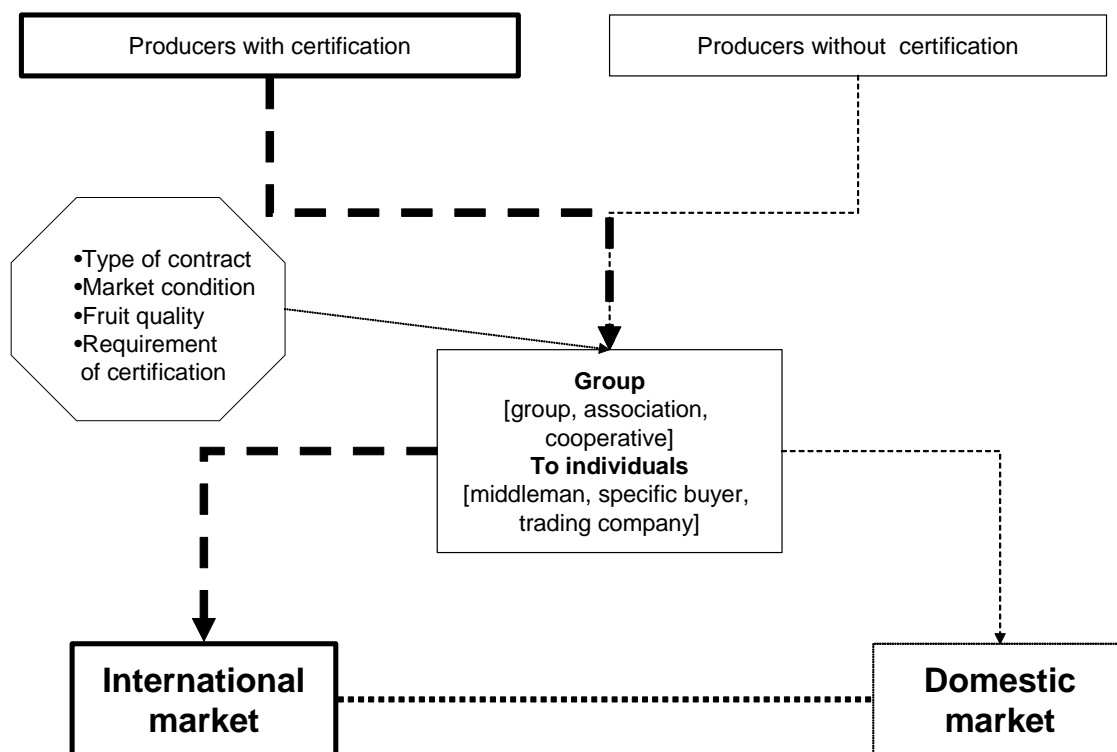 Producers with certification
Producers without  certification
•Type of contract
•Market condition
•Fruit quality
•Requirement
of certification
Group
[group, association,
cooperative]
To individuals
[middleman, specific buyer,
trading company]
International
market
Domestic
market